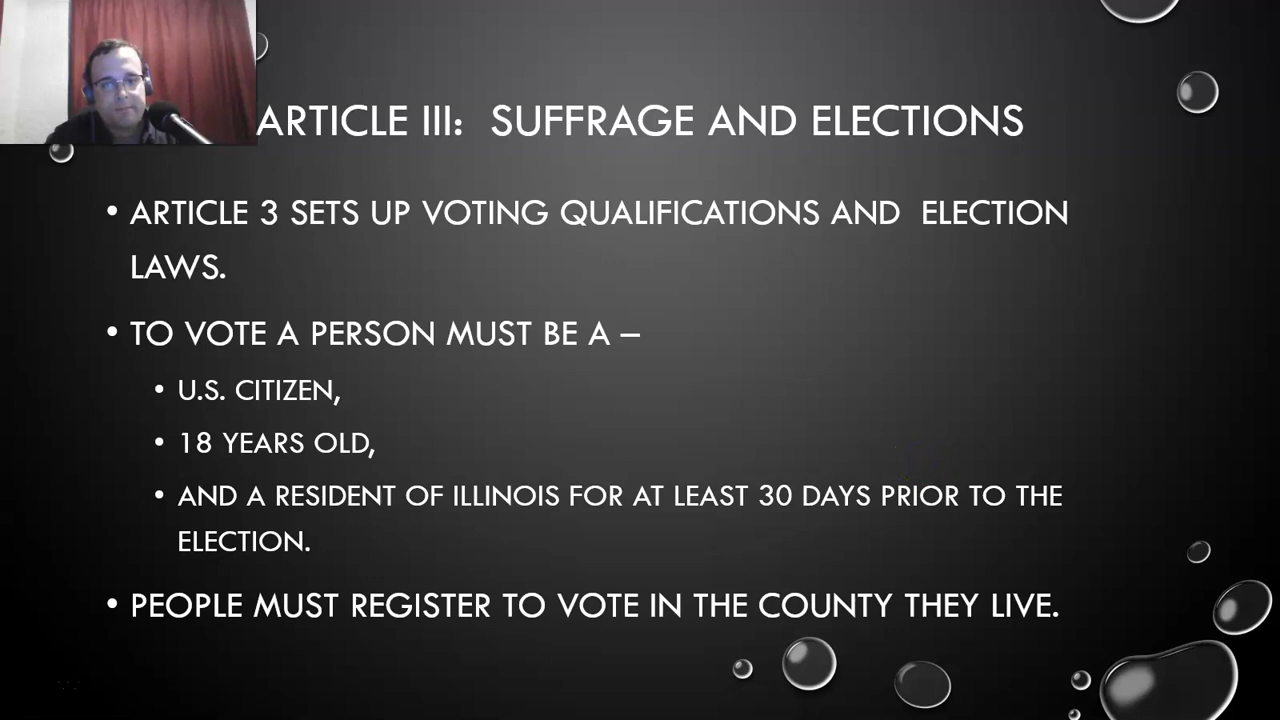 ARTICLE III:  SUFFRAGE AND ELECTIONS
• ARTICLE 3 SETS UP VOTING QUALIFICATIONS AND  ELECTION
LAWS.
• TO VOTE A PERSON MUST BE A –
• U.S. CITIZEN,
• 18 YEARS OLD,
• AND A RESIDENT OF ILLINOIS FOR AT LEAST 30 DAYS PRIOR TO THE
ELECTION.
• PEOPLE MUST REGISTER TO VOTE IN THE COUNTY THEY LIVE.